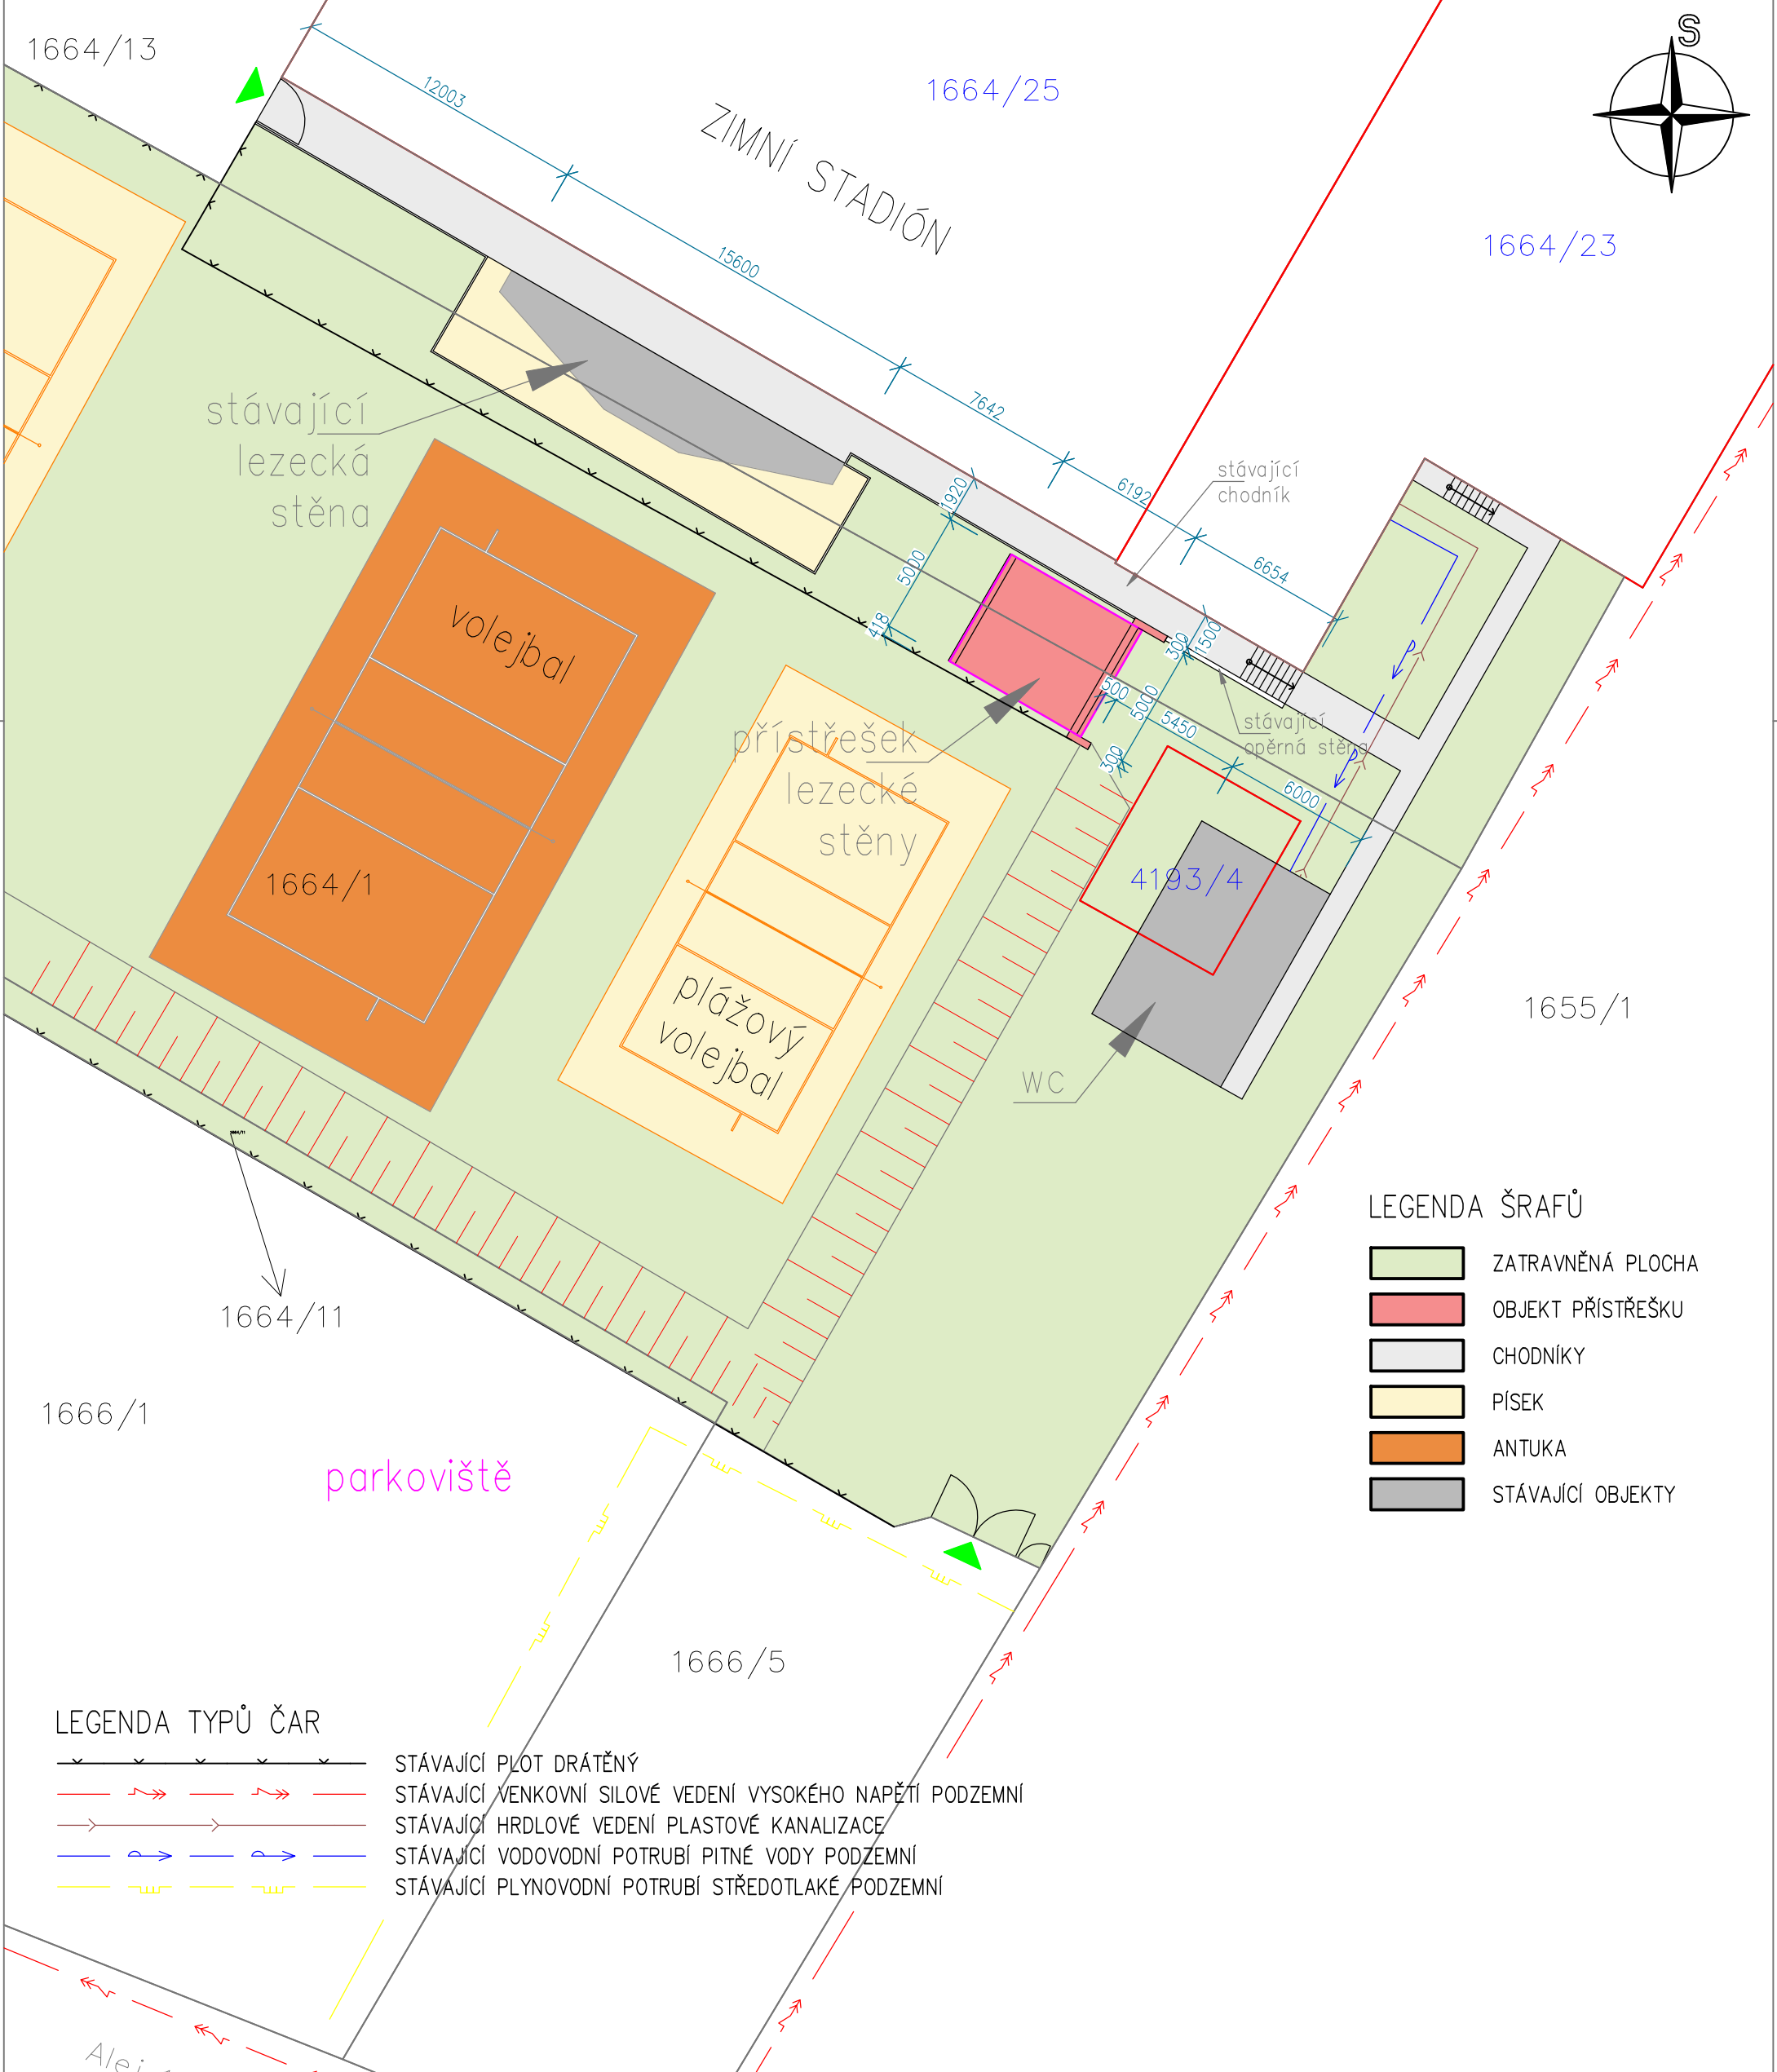 S
1664/13
1664/25
12003
ZIMNÍ STADIÓN
1664/23
15600
7642
stávající
lezecká
stěna
6192
stávající
chodník
1920
5000
6654
418
volejbal
300
1500
500
5000
5450
stávající
opěrná stěna
přístřešek
lezecké
stěny
300
6000
1664/1
4193/4
plážový
volejbal
1655/1
WC
1664/11
LEGENDA ŠRAFŮ
ZATRAVNĚNÁ PLOCHA
OBJEKT PŘÍSTŘEŠKU
CHODNÍKY
PÍSEK
ANTUKA
STÁVAJÍCÍ OBJEKTY
1664/11
1666/1
parkoviště
1666/5
LEGENDA TYPŮ ČAR
STÁVAJÍCÍ PLOT DRÁTĚNÝ
STÁVAJÍCÍ VENKOVNÍ SILOVÉ VEDENÍ VYSOKÉHO NAPĚTÍ PODZEMNÍ
STÁVAJÍCÍ HRDLOVÉ VEDENÍ PLASTOVÉ KANALIZACE
STÁVAJÍCÍ VODOVODNÍ POTRUBÍ PITNÉ VODY PODZEMNÍ
STÁVAJÍCÍ PLYNOVODNÍ POTRUBÍ STŘEDOTLAKÉ PODZEMNÍ
Alej